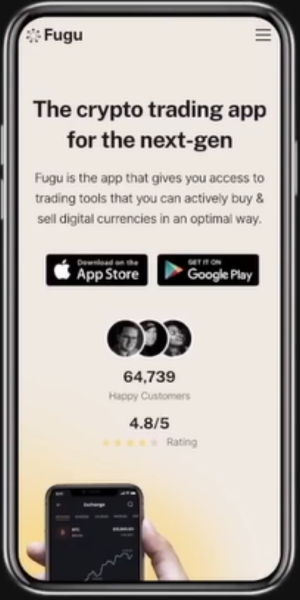 Fugu
The crypto trading app
for the next-gen
Fugu is the app that gives you access to
trading tools that you can actively buy &
sell digital currencies in an optimal way.
Download on the
App Store
GET IT ON
Google Play
64,739
Happy Customers
4.8/5
Rating
Exchange